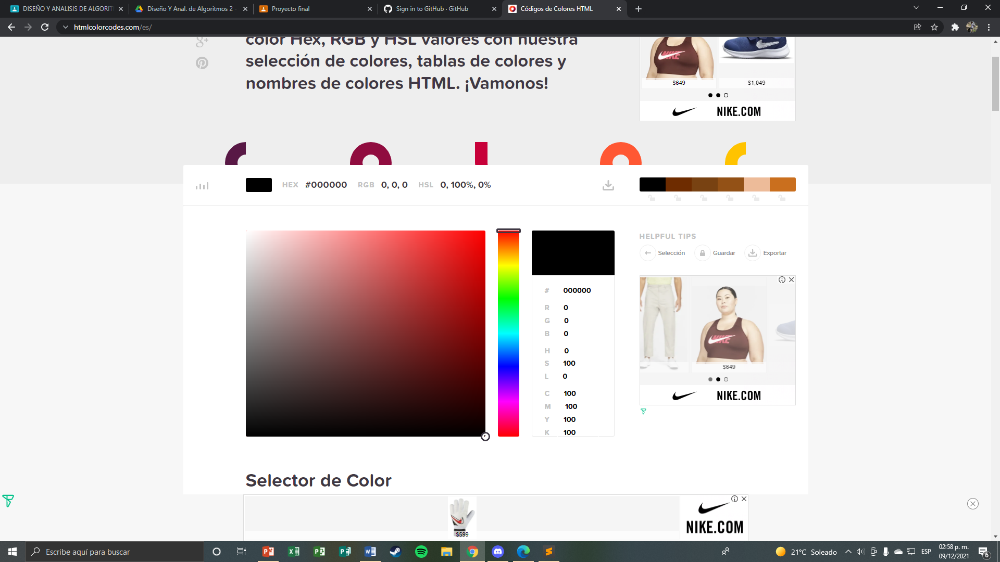 DISEÑO Y ANALISIS DE ALGORIT
Diseño Y Anal. de Algoritmos 2 -
Proyecto final
Sign in to GitHub · GitHub
Códigos de Colores HTML
htmlcolorcodes.com/es/
color Hex, RGB y HSL valores con nuestra
selección de colores, tablas de colores y
nombres de colores HTML. ¡Vamonos!
NIKE
$649
$1,049
NIKE.COM
HEX #000000 RGB 0, 0, 0 HSL 0, 100%, 0%
HELPFUL TIPS
Selección
Guardar
Exportar
# 000000
R 0
G 0
B 0
H 0
S 100
L 0
C 100
M 100
Y 100
K 100
NIKE
$649
NIKE.COM
Selector de Color
$599
NIKE.COM
Escribe aquí para buscar
21°C Soleado
ESP
02:58 p. m.
09/12/2021
6